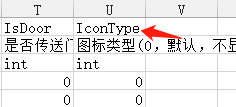 T U V
IsDoor IconType
是否传送门 图标类型(0, 默认, 不显
int int
0 0
0 0